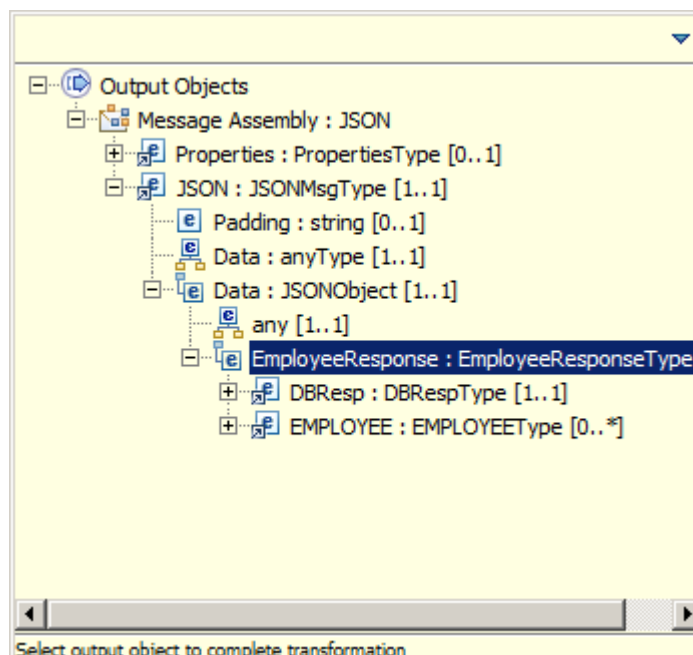 Output Objects
Message Assembly : JSON
Properties : PropertiesType [0..1]
JSON : JSONMsgType [1..1]
Padding : string [0..1]
Data : anyType [1..1]
Data : JSONObject [1..1]
any [1..1]
EmployeeResponse : EmployeeResponseType
DBResp : DBRespType [1..1]
EMPLOYEE : EMPLOYEEType [0..*]
Select output object to complete transformation